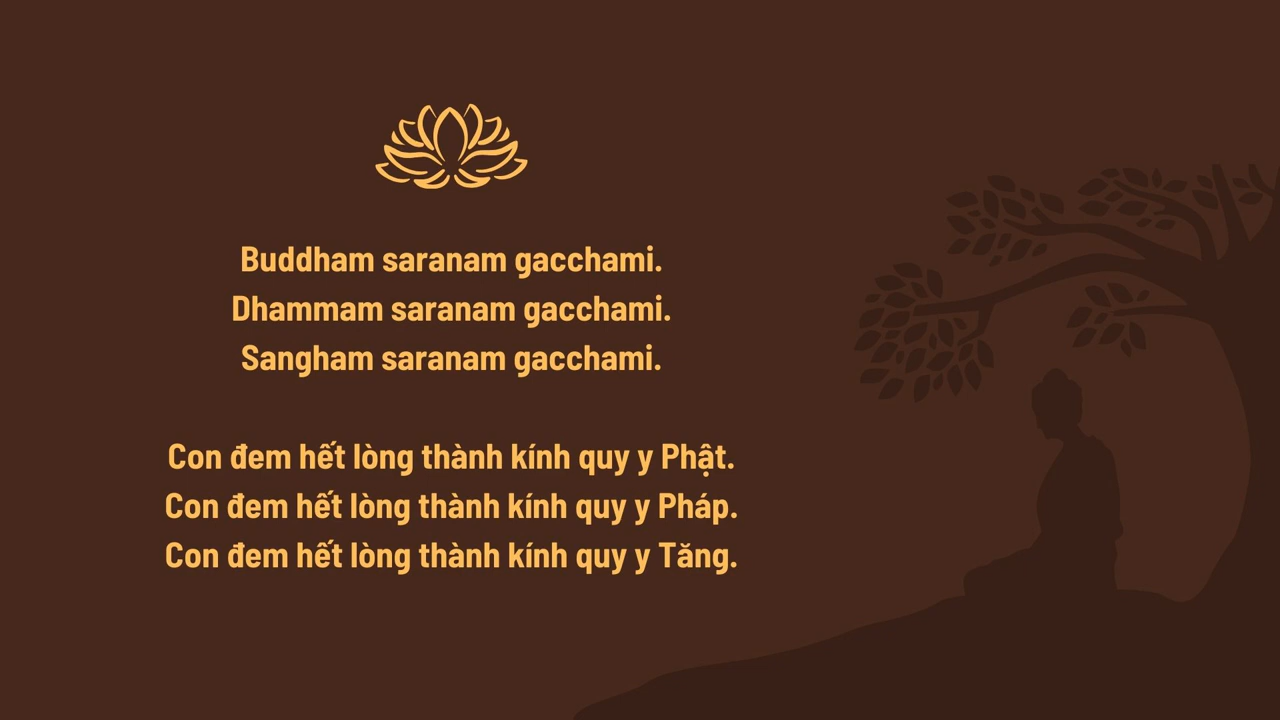 Buddham saranam gacchami.
Dhammam saranam gacchami.
Sangham saranam gacchami.
Con đem hết lòng thành kính quy y Phật.
Con đem hết lòng thành kính quy y Pháp.
Con đem hết lòng thành kính quy y Tăng.